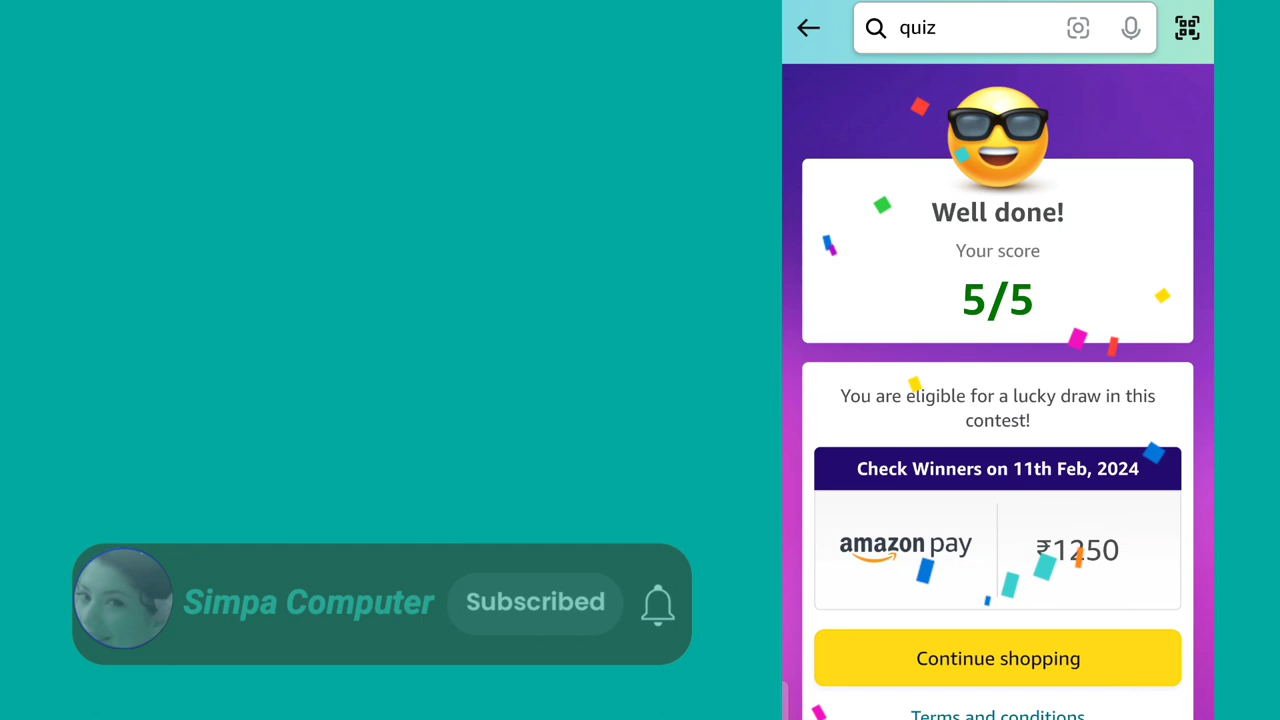 quiz
Well done!
Your score
5/5
You are eligible for a lucky draw in this
contest!
Check Winners on 11th Feb, 2024
amazon pay
₹1250
Continue shopping
Terms and conditions
Simpa Computer
Subscribed